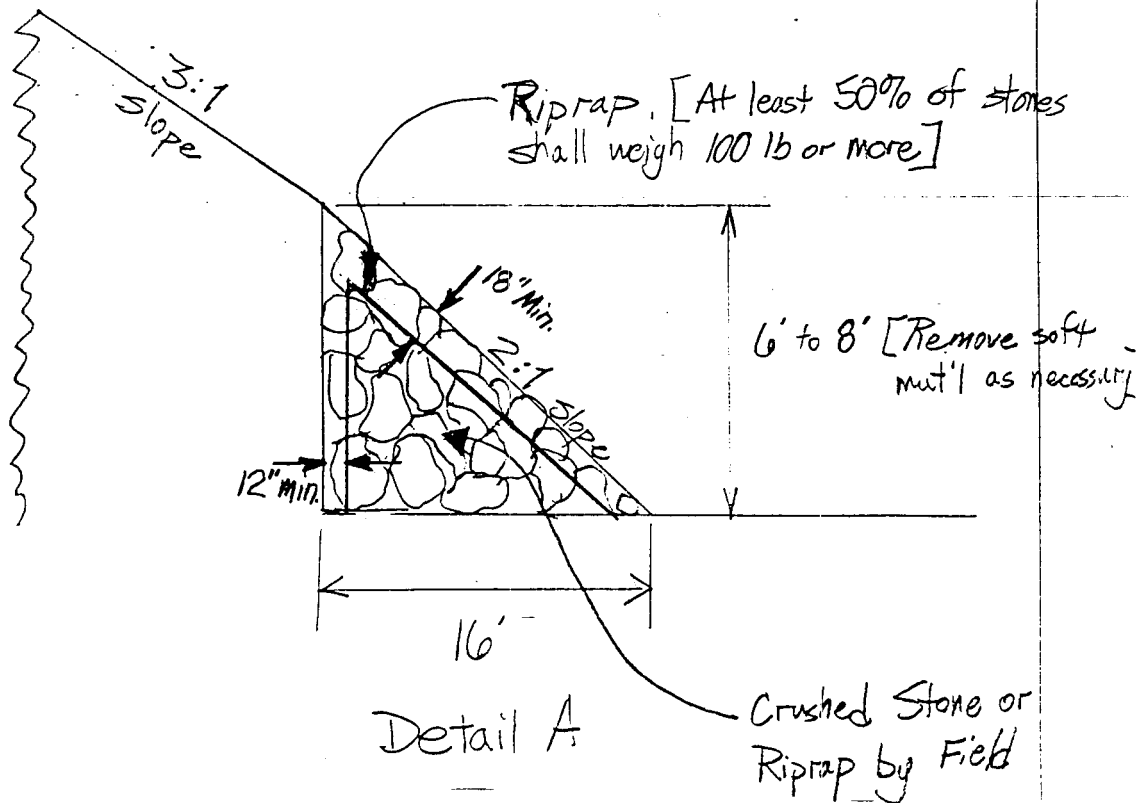 3:1
slope
Riprap. [At least 50% of stones
shall weigh 100 lb or more]
18" Min.
2:1
slope
6' to 8' [Remove soft
mat'l as necessary
12" min.
16'
Crushed Stone or
Riprap by Field
Detail A